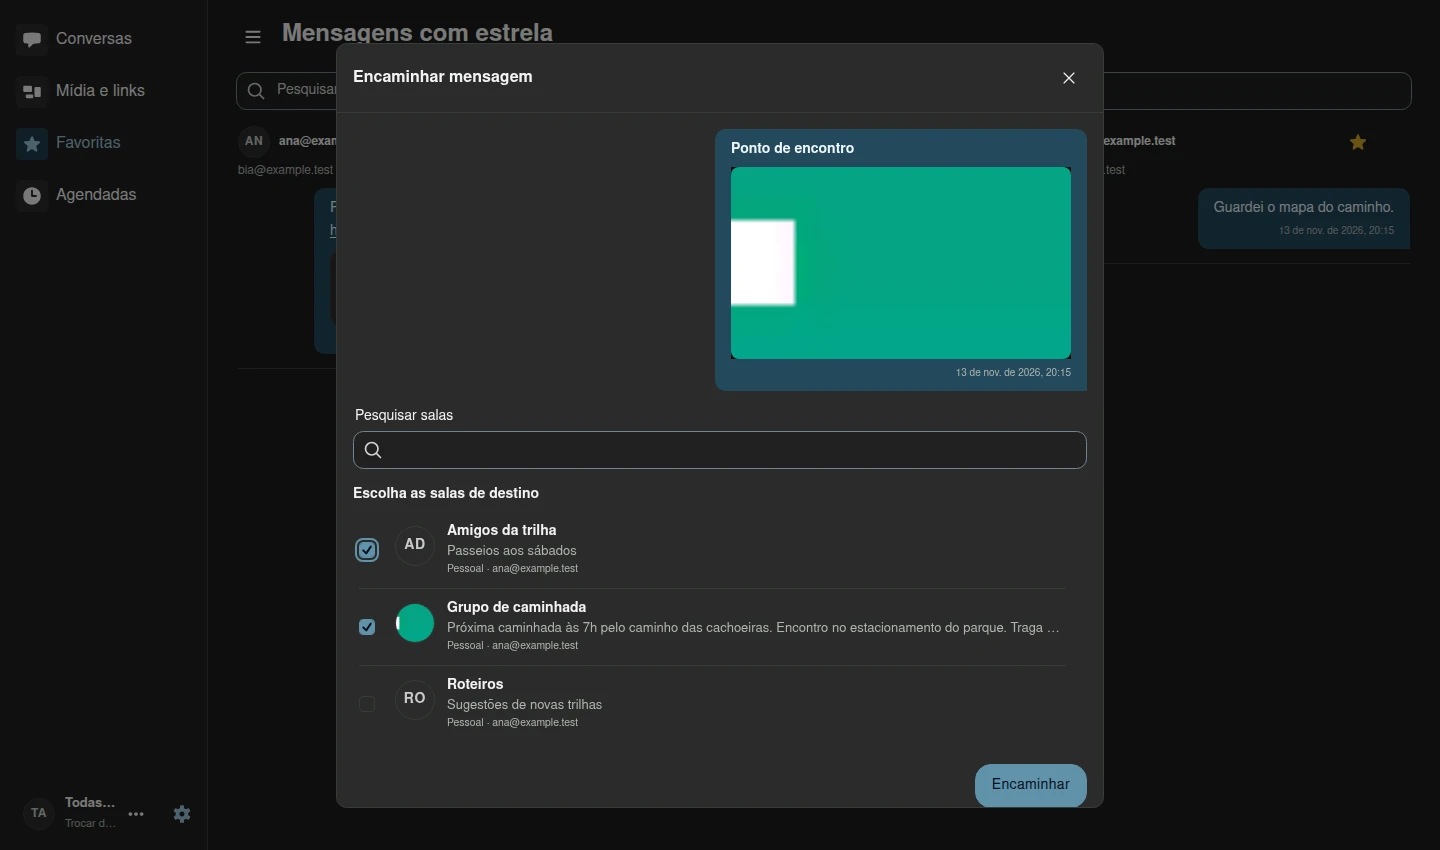 Conversas
Mídia e links
Favoritas
Agendadas
TA
Todas...
Trocar d...
Mensagens com estrela
AN
bia@example.test
example.test
.test
Guardei o mapa do caminho.
13 de nov. de 2026, 20:15
Encaminhar mensagem
Ponto de encontro
13 de nov. de 2026, 20:15
Pesquisar salas
Escolha as salas de destino
AD
Amigos da trilha
Passeios aos sábados
Pessoal · ana@example.test
Grupo de caminhada
Próxima caminhada às 7h pelo caminho das cachoeiras. Encontro no estacionamento do parque. Traga …
Pessoal · ana@example.test
RO
Roteiros
Sugestões de novas trilhas
Pessoal · ana@example.test
Encaminhar